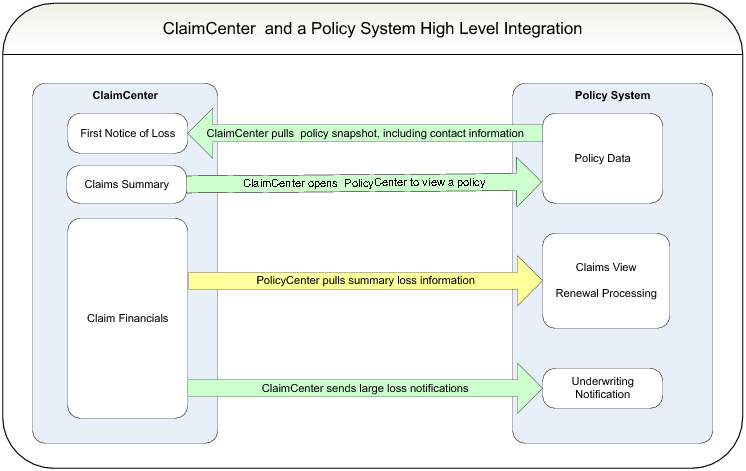 ClaimCenter and a Policy System High Level Integration
ClaimCenter
Policy System
First Notice of Loss
ClaimCenter pulls policy snapshot, including contact information
Policy Data
Claims Summary
ClaimCenter opens PolicyCenter to view a policy
Claim Financials
PolicyCenter pulls summary loss information
Claims View
Renewal Processing
ClaimCenter sends large loss notifications
Underwriting
Notification